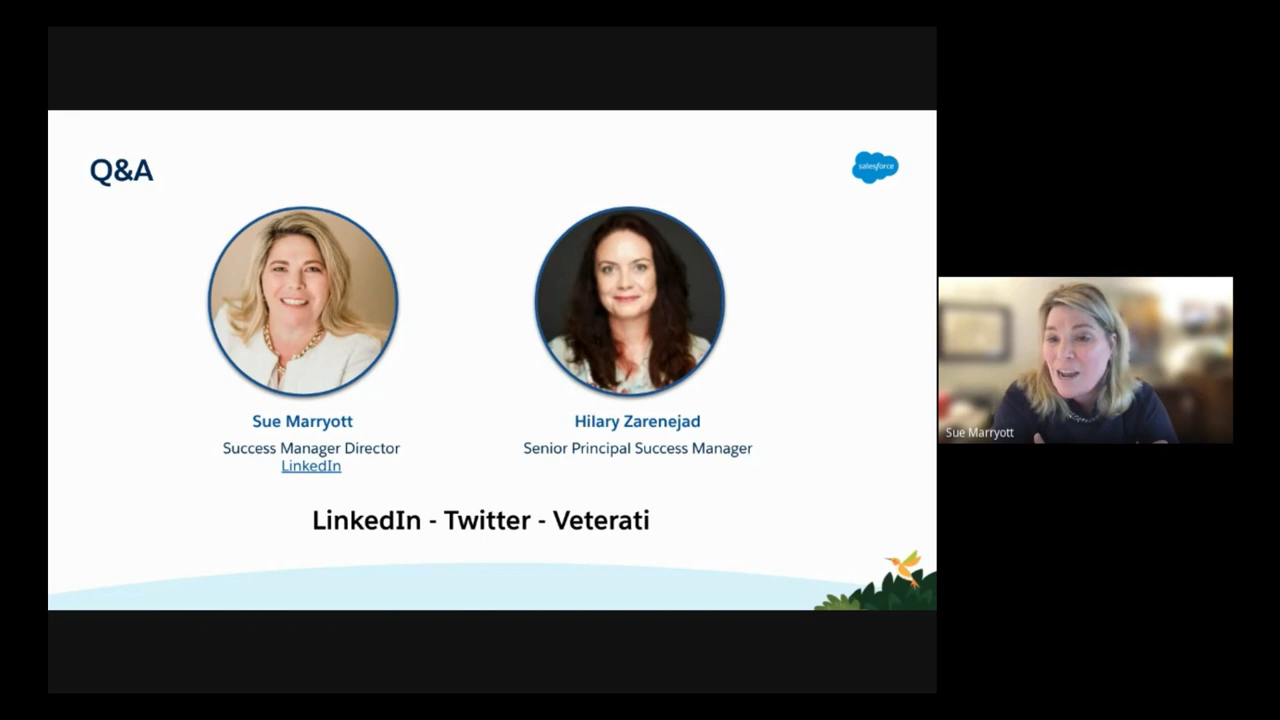 Q&A
salesforce
Sue Marryott
Success Manager Director
LinkedIn
Hilary Zarenejad
Senior Principal Success Manager
LinkedIn - Twitter - Veterati
Sue Marryott